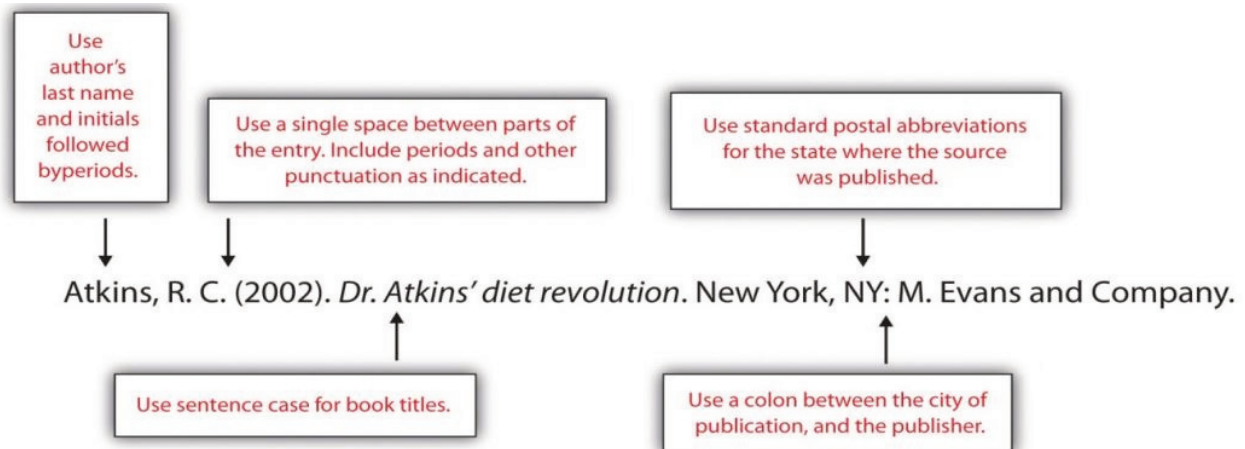 Use
author's
last name
and initials
followed
byperiods.
Use a single space between parts of
the entry. Include periods and other
punctuation as indicated.
Use standard postal abbreviations
for the state where the source
was published.
Atkins, R. C. (2002). Dr. Atkins' diet revolution. New York, NY: M. Evans and Company.
Use sentence case for book titles.
Use a colon between the city of
publication, and the publisher.